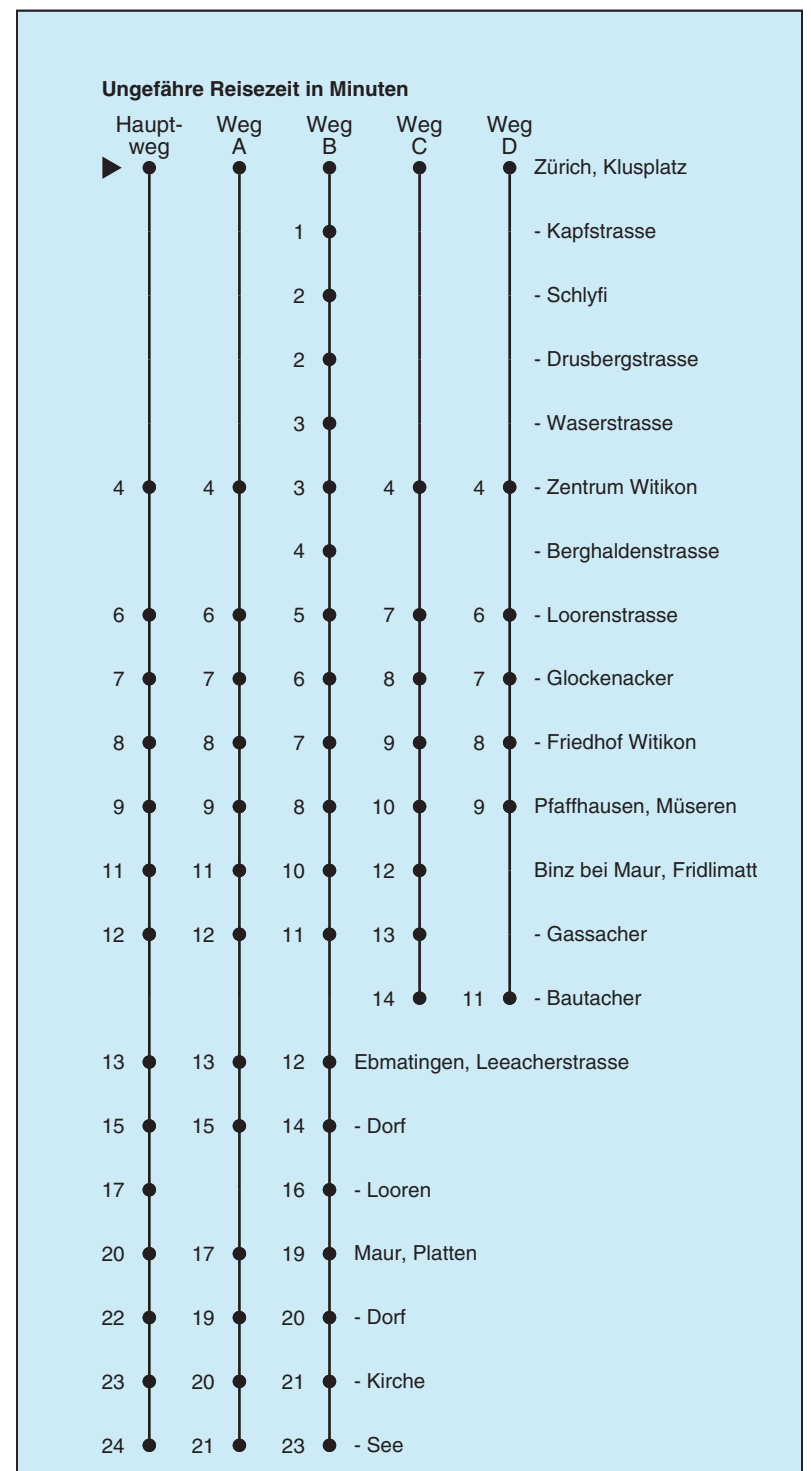 Ungefähre Reisezeit in Minuten
Haupt- Weg Weg Weg Weg
weg A B C D
Zürich, Klusplatz
1 - Kapfstrasse
2 - Schlyfi
2 - Drusbergstrasse
3 - Waserstrasse
4 4 3 4 4 - Zentrum Witikon
4 - Berghaldenstrasse
6 6 5 7 6 - Loorenstrasse
7 7 6 8 7 - Glockenacker
8 8 7 9 8 - Friedhof Witikon
9 9 8 10 9 Pfaffhausen, Müseren
11 11 10 12 Binz bei Maur, Fridlimatt
12 12 11 13 - Gassacher
14 11 - Bautacher
13 13 12 Ebmatingen, Leeacherstrasse
15 15 14 - Dorf
17 16 - Looren
20 17 19 Maur, Platten
22 19 20 - Dorf
23 20 21 - Kirche
24 21 23 - See